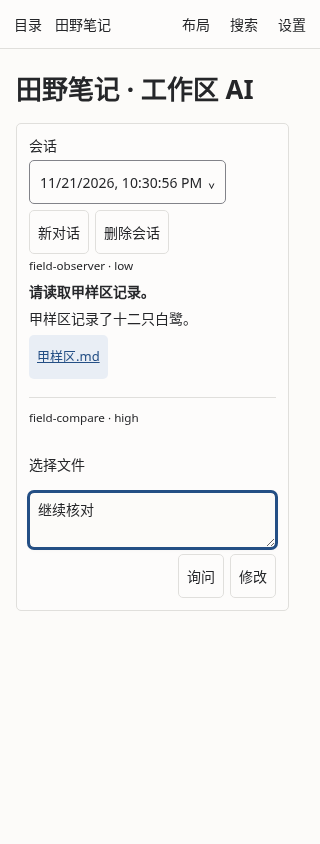 目录 田野笔记 布局 搜索 设置
田野笔记 · 工作区 AI
会话
11/21/2026, 10:30:56 PM
新对话 删除会话
field-observer · low
请读取甲样区记录。
甲样区记录了十二只白鹭。
甲样区.md
field-compare · high
选择文件
继续核对
询问 修改